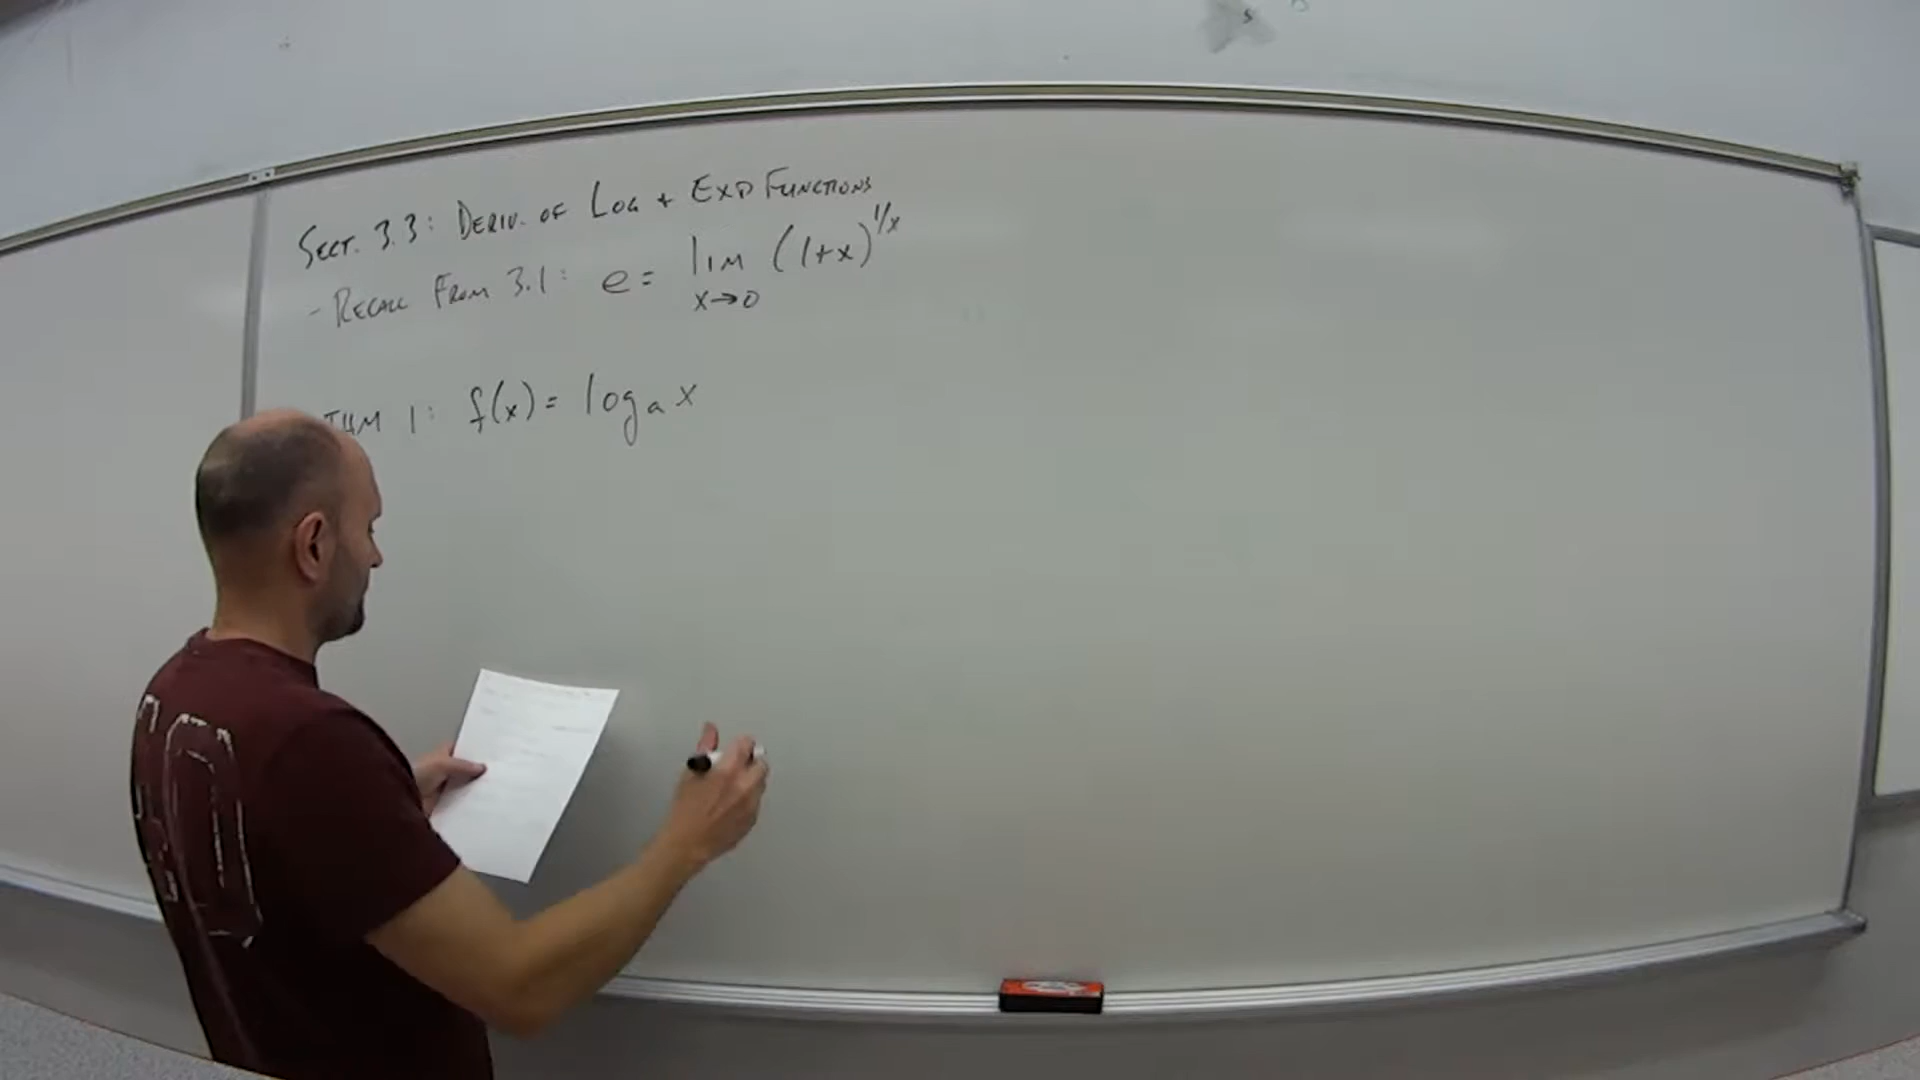 SECT. 3.3: DERIV. OF LOG + EXP FUNCTIONS
- RECALL FROM 3.1: e = lim (1+x)^1/x
x→0
THM 1: f(x) = log_a x